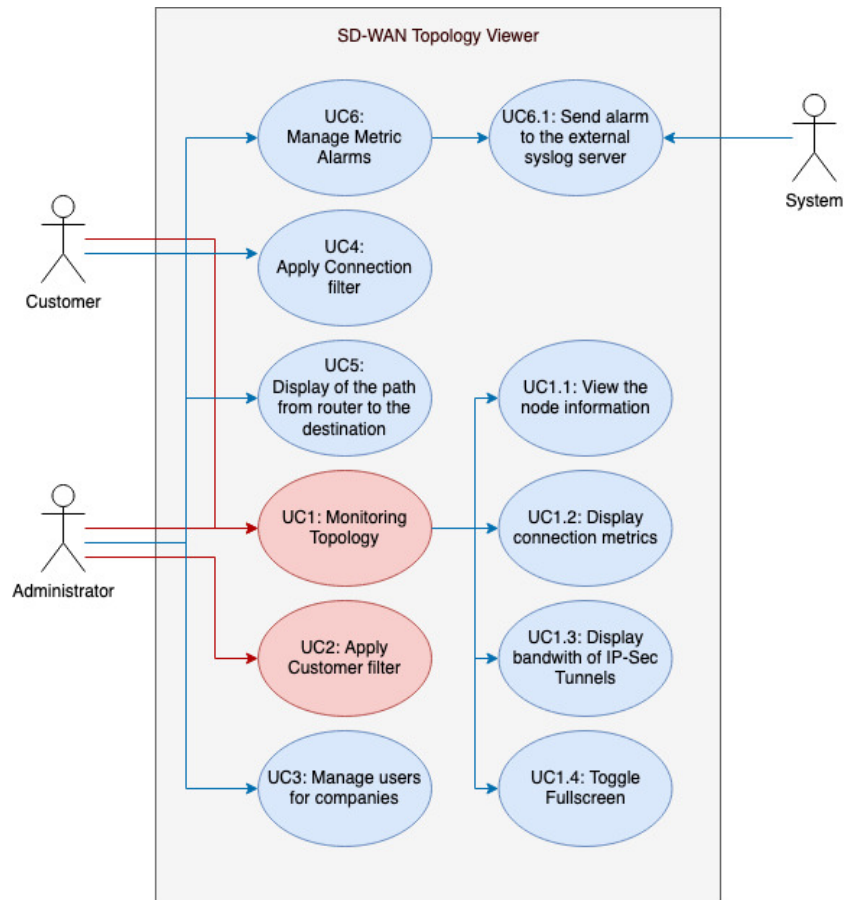 SD-WAN Topology Viewer
UC6:
Manage Metric
Alarms
UC6.1: Send alarm
to the external
syslog server
System
Customer
UC4:
Apply Connection
filter
UC5:
Display of the path
from router to the
destination
UC1.1: View the
node information
Administrator
UC1: Monitoring
Topology
UC1.2: Display
connection metrics
UC2: Apply
Customer filter
UC1.3: Display
bandwith of IP-Sec
Tunnels
UC3: Manage users
for companies
UC1.4: Toggle
Fullscreen